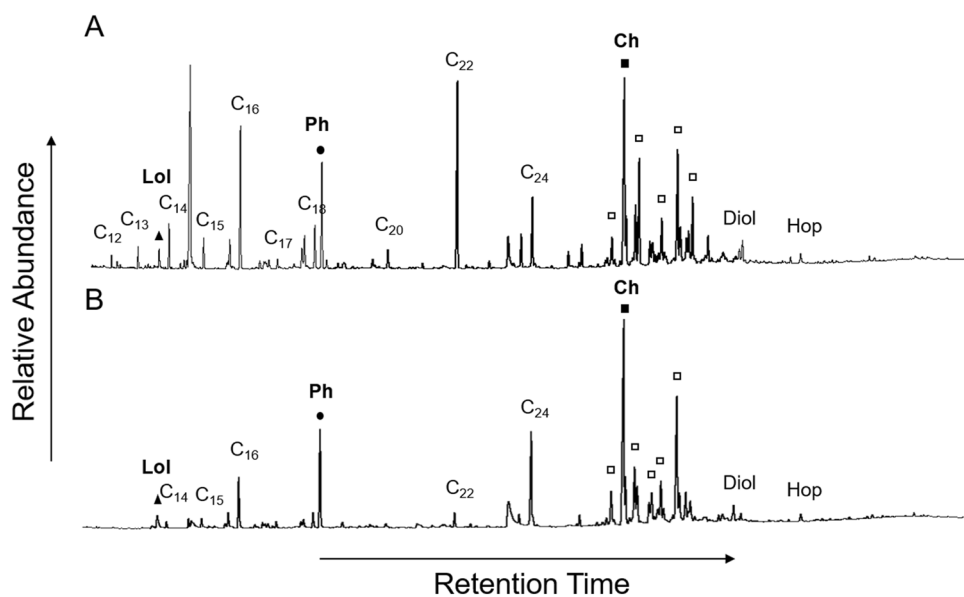 A
C₁₂
C₁₃
Lol
C₁₄
C₁₅
C₁₆
C₁₇
C₁₈
Ph
C₂₀
C₂₂
C₂₄
Ch
Diol
Hop
B
Lol
C₁₄
C₁₅
C₁₆
Ph
C₂₂
C₂₄
Ch
Diol
Hop
Relative Abundance
Retention Time